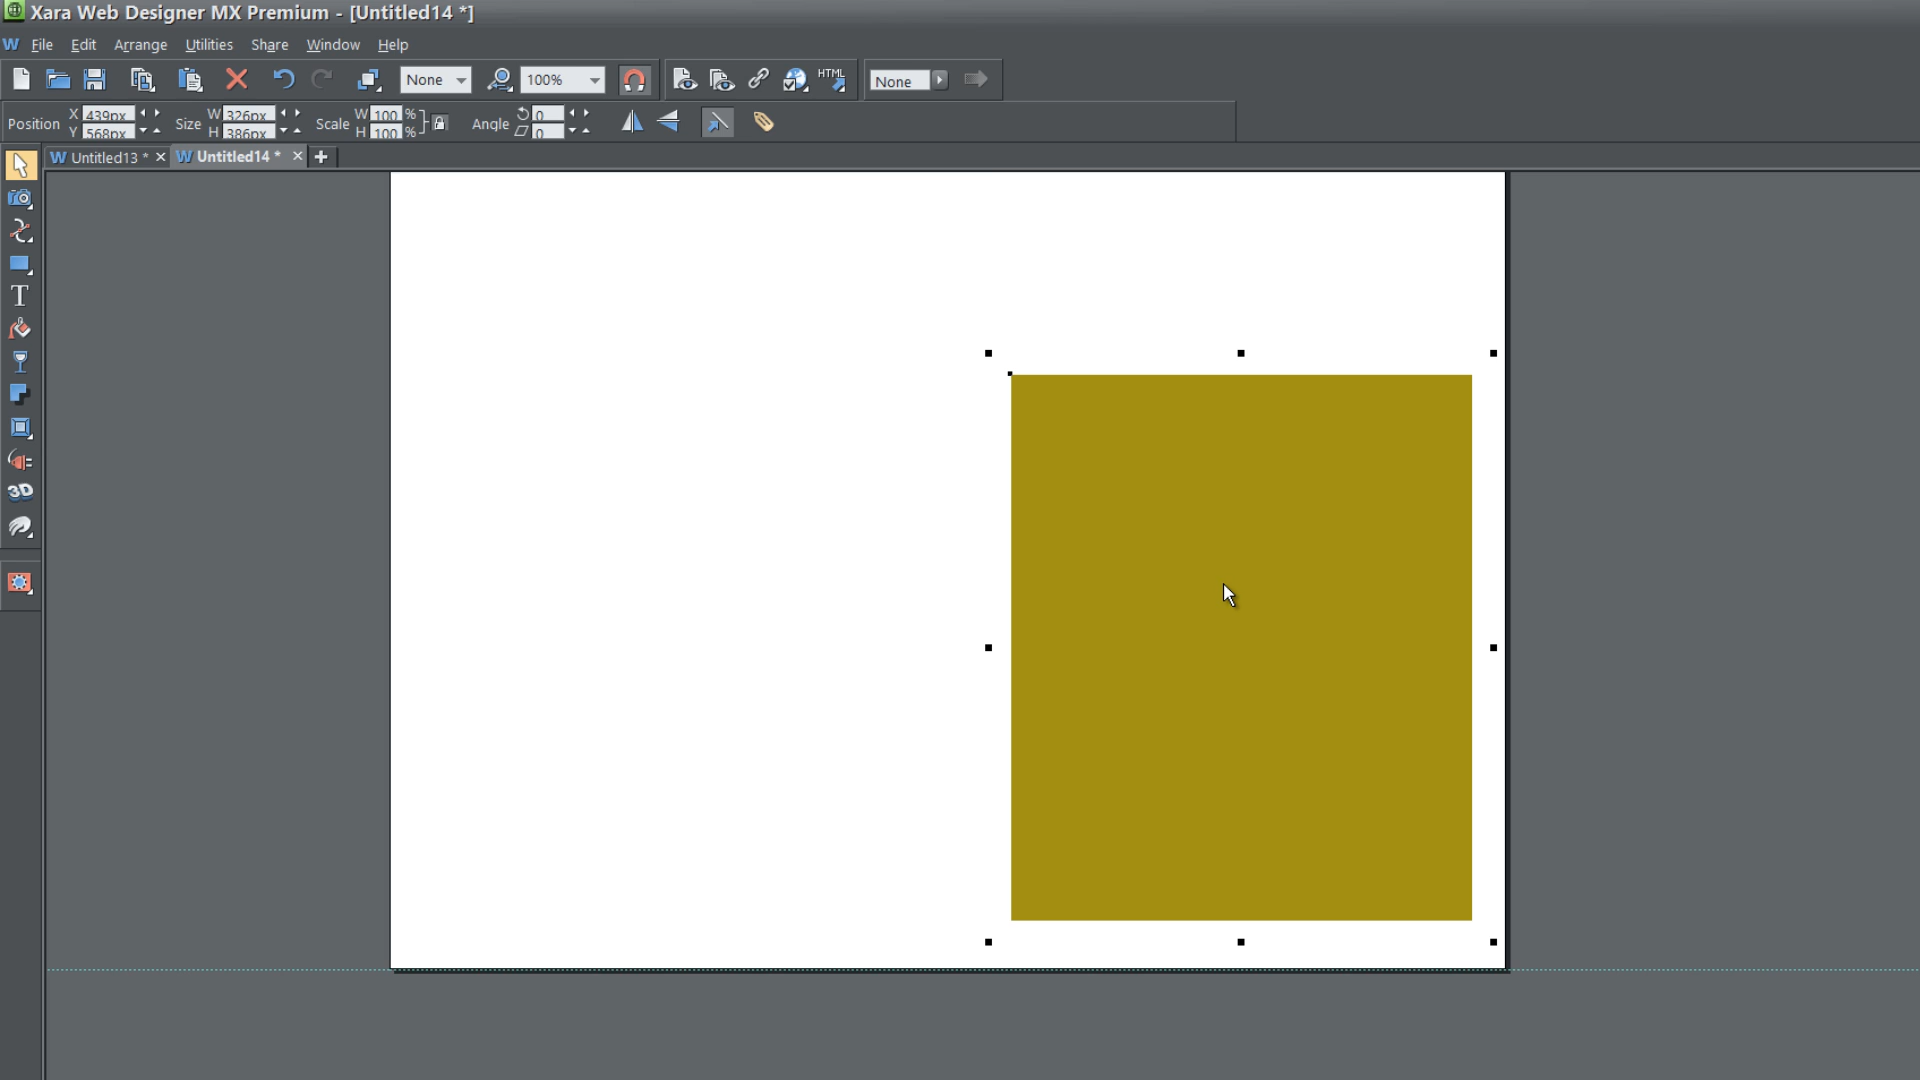 Xara Web Designer MX Premium - [Untitled14 *]
W File Edit Arrange Utilities Share Window Help
None 100% HTML None
Position X 439px Size W 326px Scale W 100 % Angle 0
Y 568px H 386px H 100 % 0
W Untitled13 * W Untitled14 *
T
3D